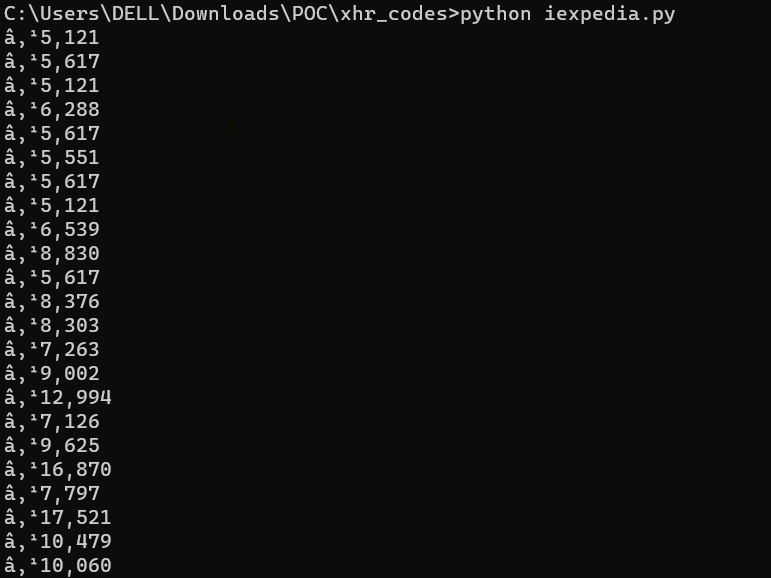 C:\Users\DELL\Downloads\POC\xhr_codes>python iexpedia.py
â‚¹5,121
â‚¹5,617
â‚¹5,121
â‚¹6,288
â‚¹5,617
â‚¹5,551
â‚¹5,617
â‚¹5,121
â‚¹6,539
â‚¹8,830
â‚¹5,617
â‚¹8,376
â‚¹8,303
â‚¹7,263
â‚¹9,002
â‚¹12,994
â‚¹7,126
â‚¹9,625
â‚¹16,870
â‚¹7,797
â‚¹17,521
â‚¹10,479
â‚¹10,060